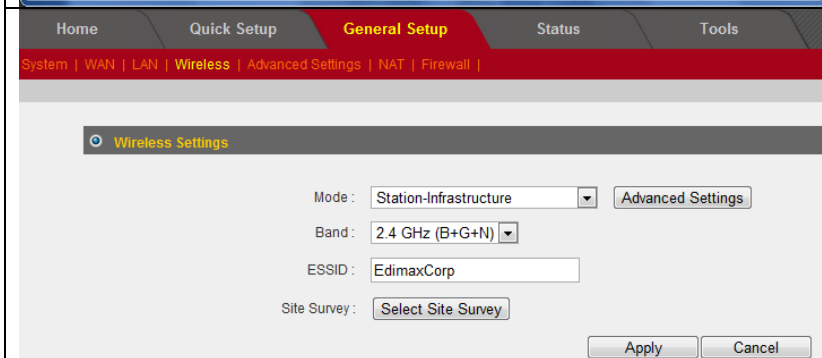 Home Quick Setup General Setup Status Tools
System | WAN | LAN | Wireless | Advanced Settings | NAT | Firewall |
Wireless Settings
Mode : Station-Infrastructure Advanced Settings
Band : 2.4 GHz (B+G+N)
ESSID : EdimaxCorp
Site Survey : Select Site Survey
Apply Cancel